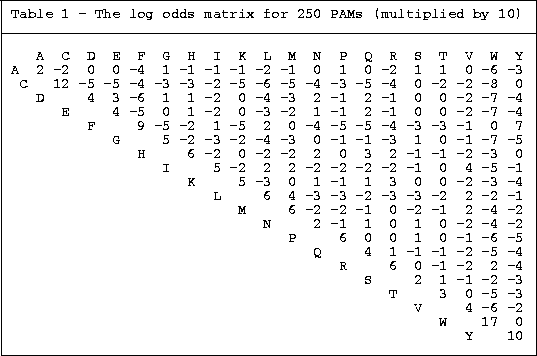 Table 1 - The log odds matrix for 250 PAMs (multiplied by 10)
A C D E F G H I K L M N P Q R S T V W Y
A 2 -2 0 0 -4 1 -1 -1 -1 -2 -1 0 1 0 -2 1 1 0 -6 -3
C 12 -5 -5 -4 -3 -3 -2 -5 -6 -5 -4 -3 -5 -4 0 -2 -2 -8 0
D 4 3 -6 1 1 -2 0 -4 -3 2 -1 2 -1 0 0 -2 -7 -4
E 4 -5 0 1 -2 0 -3 -2 1 -1 2 -1 0 0 -2 -7 -4
F 9 -5 -2 1 -5 2 0 -4 -5 -5 -4 -3 -3 -1 0 7
G 5 -2 -3 -2 -4 -3 0 -1 -1 -3 1 0 -1 -7 -5
H 6 -2 0 -2 -2 2 0 3 2 -1 -1 -2 -3 0
I 5 -2 2 2 -2 -2 -2 -2 -1 0 4 -5 -1
K 5 -3 0 1 -1 1 3 0 0 -2 -3 -4
L 6 4 -3 -3 -2 -3 -3 -2 2 -2 -1
M 6 -2 -2 -1 0 -2 -1 2 -4 -2
N 2 -1 1 0 1 0 -2 -4 -2
P 6 0 0 1 0 -1 -6 -5
Q 4 1 -1 -1 -2 -5 -4
R 6 0 -1 -2 2 -4
S 2 1 -1 -2 -3
T 3 0 -5 -3
V 4 -6 -2
W 17 0
Y 10